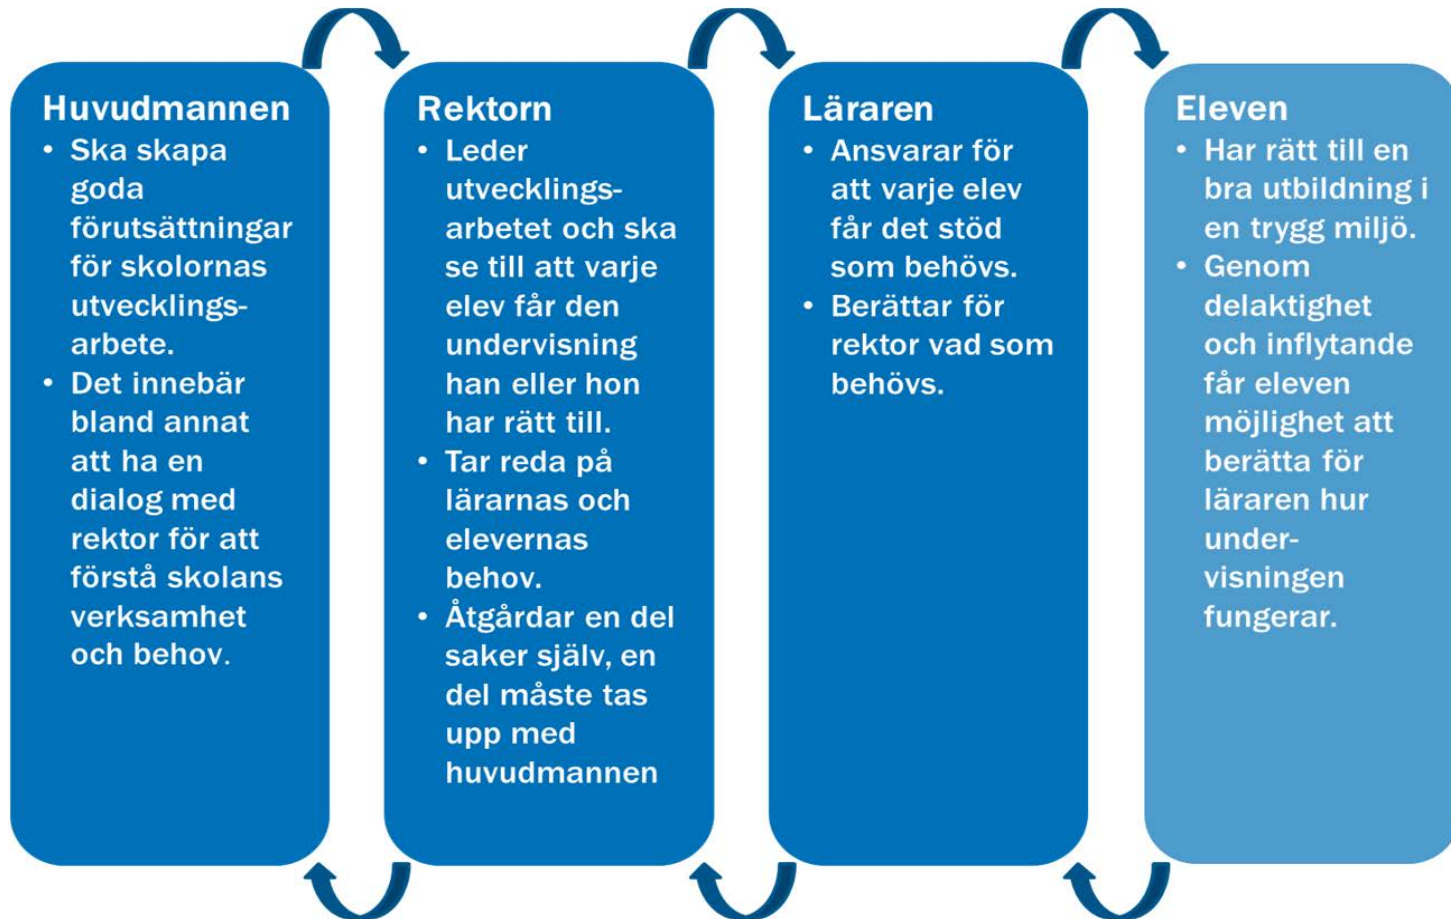 Huvudmannen
• Ska skapa
goda
förutsättningar
för skolornas
utvecklings-
arbete.
• Det innebär
bland annat
att ha en
dialog med
rektor för att
förstå skolans
verksamhet
och behov.
Rektorn
• Leder
utvecklings-
arbetet och ska
se till att varje
elev får den
undervisning
han eller hon
har rätt till.
• Tar reda på
lärarnas och
elevernas
behov.
• Åtgårdar en del
saker själv, en
del måste tas
upp med
huvudmannen
Läraren
• Ansvarar för
att varje elev
får det stöd
som behövs.
• Berättar för
rektor vad som
behövs.
Eleven
• Har rätt till en
bra utbildning i
en trygg miljö.
• Genom
delaktighet
och inflytande
får eleven
möjlighet att
berätta för
läraren hur
under-
visningen
fungerar.